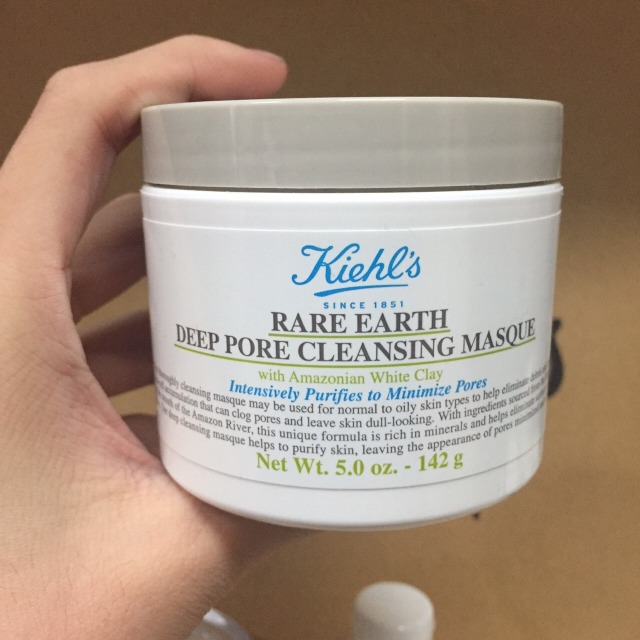 Kiehl's
SINCE 1851
RARE EARTH
DEEP PORE CLEANSING MASQUE
with Amazonian White Clay
Intensively Purifies to Minimize Pores
cleansing masque may be used for normal to oily skin types to help eliminate
accumulation that can clog pores and leave skin dull-looking. With ingredients sourced
of the Amazon River, this unique formula is rich in minerals and helps eliminate
deep cleansing masque helps to purify skin, leaving the appearance of pores minimized
Net Wt. 5.0 oz. - 142 g